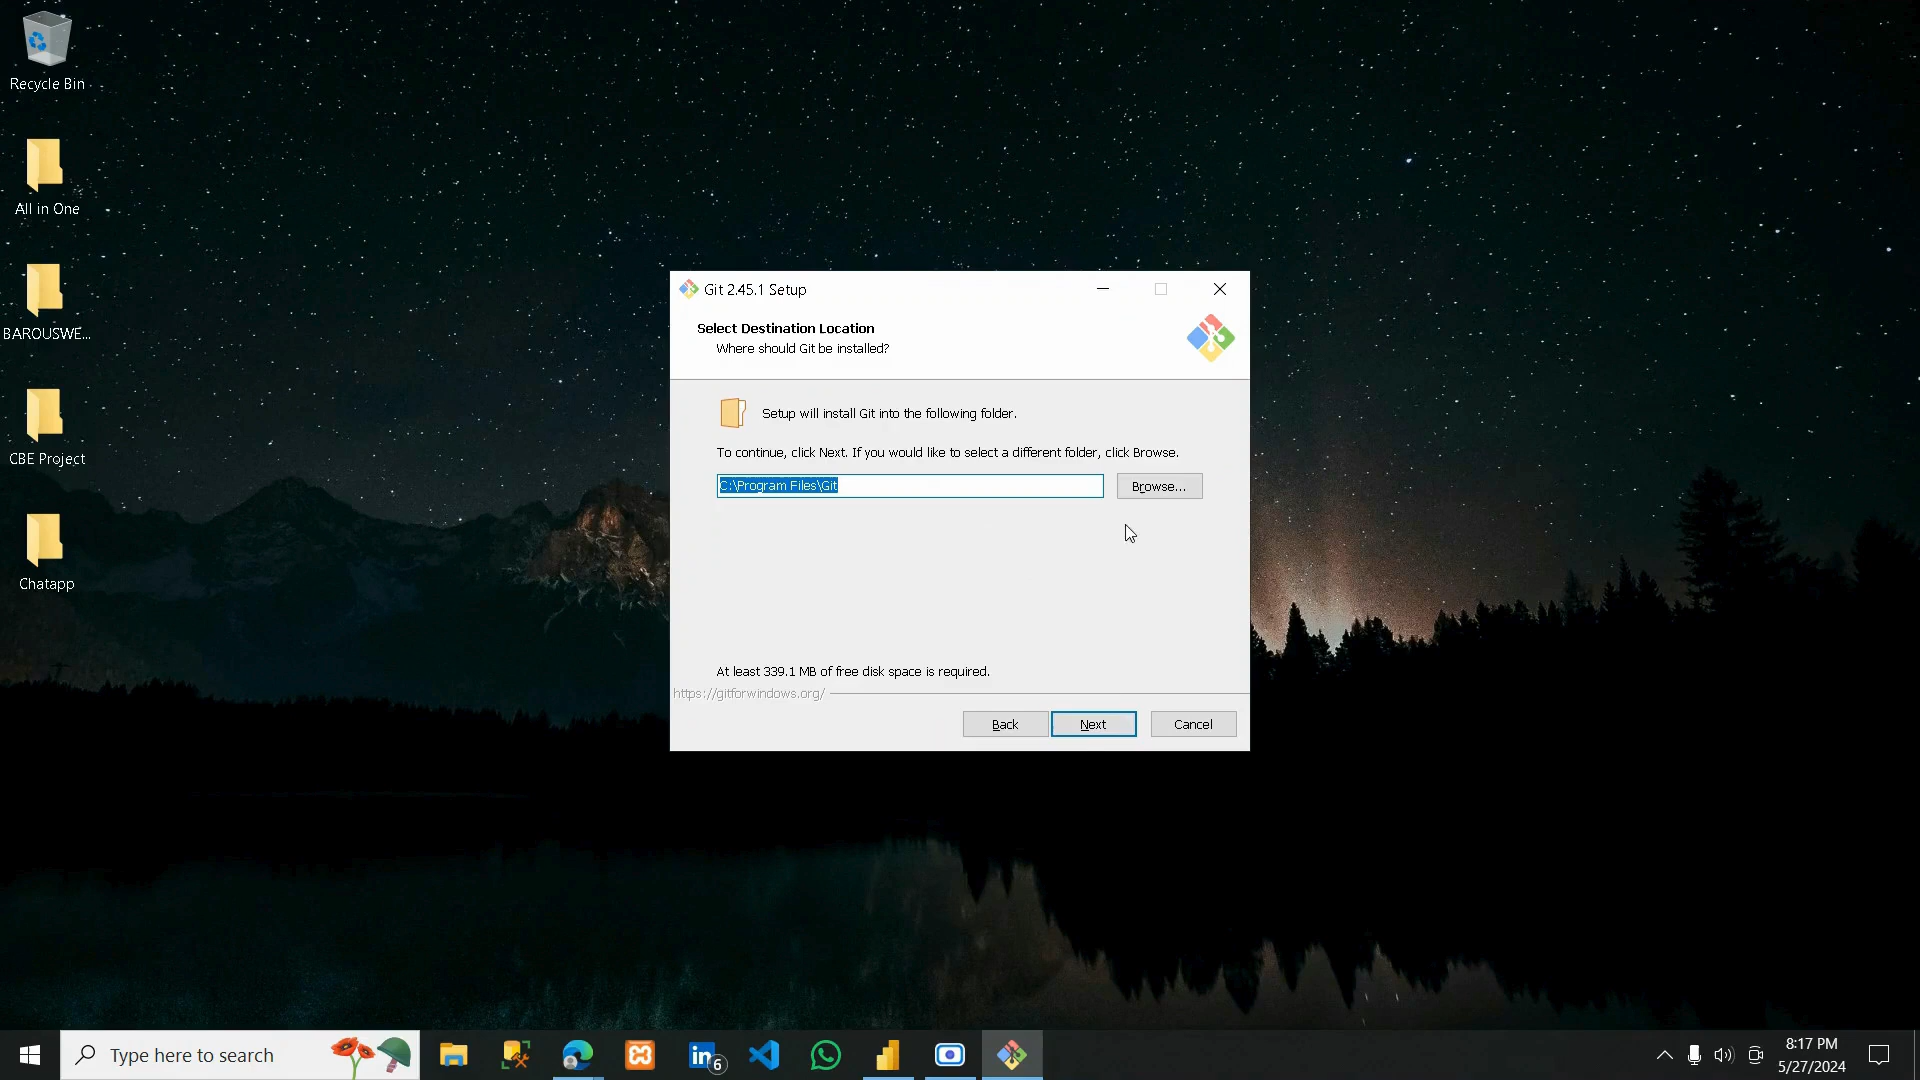 Recycle Bin
All in One
BAROUSWE...
CBE Project
Chatapp
Git 2.45.1 Setup
Select Destination Location
Where should Git be installed?
Setup will install Git into the following folder.
To continue, click Next. If you would like to select a different folder, click Browse.
C:\Program Files\Git
Browse...
At least 339.1 MB of free disk space is required.
https://gitforwindows.org/
Back
Next
Cancel
Type here to search
in
6
8:17 PM
5/27/2024